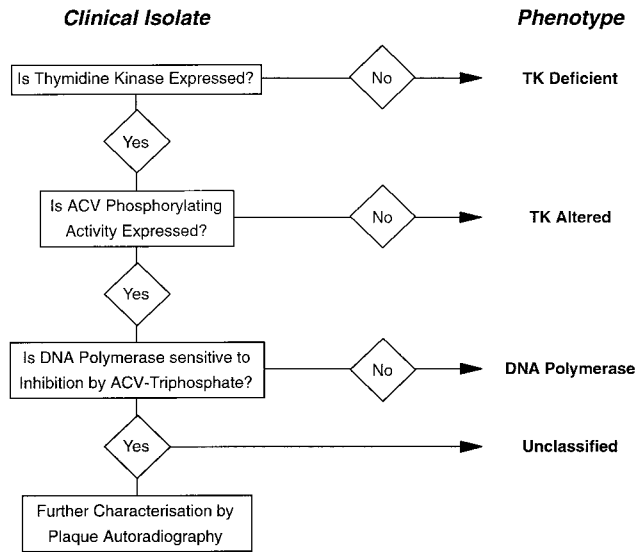 Clinical Isolate
Phenotype
Is Thymidine Kinase Expressed?
No
TK Deficient
Yes
Is ACV Phosphorylating
Activity Expressed?
No
TK Altered
Yes
Is DNA Polymerase sensitive to
Inhibition by ACV-Triphosphate?
No
DNA Polymerase
Yes
Unclassified
Further Characterisation by
Plaque Autoradiography